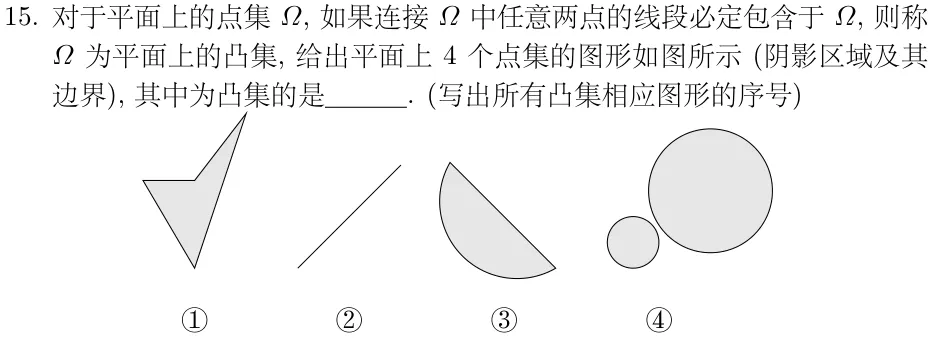 15. 对于平面上的点集 Ω, 如果连接 Ω 中任意两点的线段必定包含于 Ω, 则称
Ω 为平面上的凸集, 给出平面上 4 个点集的图形如图所示 (阴影区域及其
边界), 其中为凸集的是______. (写出所有凸集相应图形的序号)
① ② ③ ④